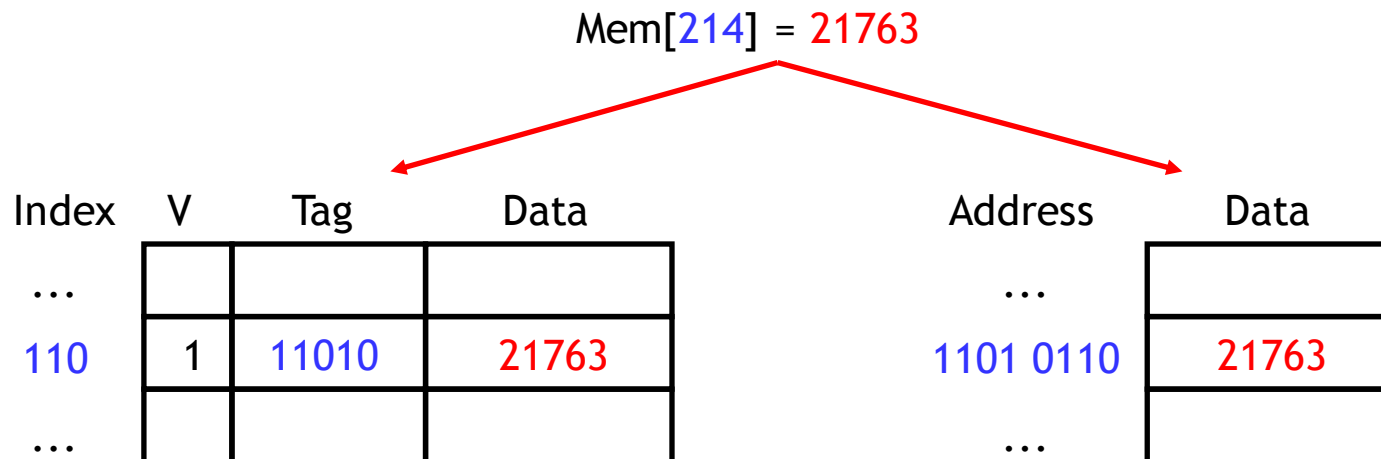 Mem[214] = 21763
Index V Tag Data Address Data
... ...
110 1 11010 21763 1101 0110 21763
... ...